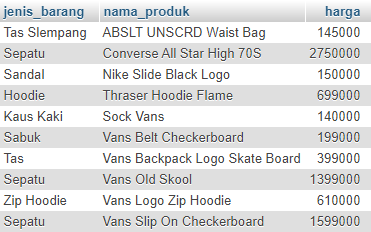 jenis_barang nama_produk harga
Tas Slempang ABSLT UNSCRD Waist Bag 145000
Sepatu Converse All Star High 70S 2750000
Sandal Nike Slide Black Logo 150000
Hoodie Thraser Hoodie Flame 699000
Kaus Kaki Sock Vans 140000
Sabuk Vans Belt Checkerboard 199000
Tas Vans Backpack Logo Skate Board 399000
Sepatu Vans Old Skool 1399000
Zip Hoodie Vans Logo Zip Hoodie 610000
Sepatu Vans Slip On Checkerboard 1599000